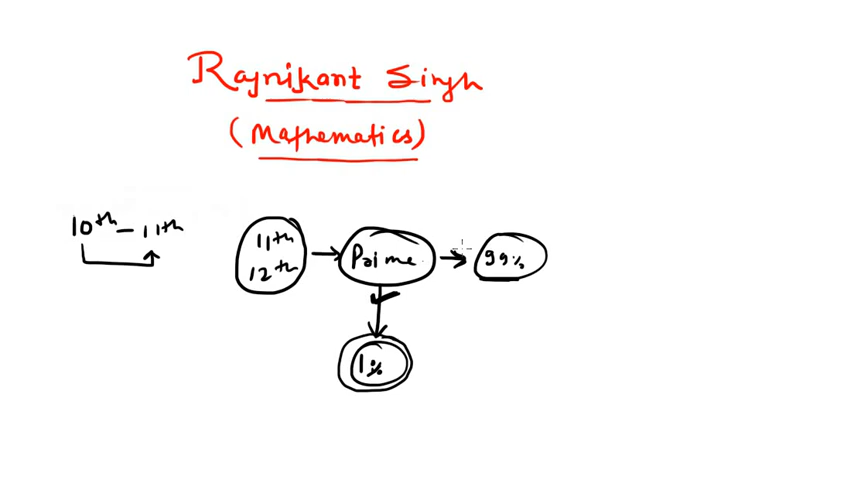 Rajnikant Singh
(Mathematics)
10th - 11th
11th
12th
Prime
99%
1%